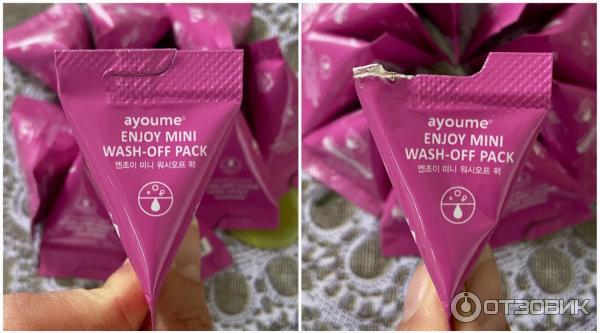 ayoume®
ENJOY MINI
WASH-OFF PACK
엔조이 미니 워시오프 팩
ayoume®
ENJOY MINI
WASH-OFF PACK
엔조이 미니 워시오프 팩
ОТЗОВИК